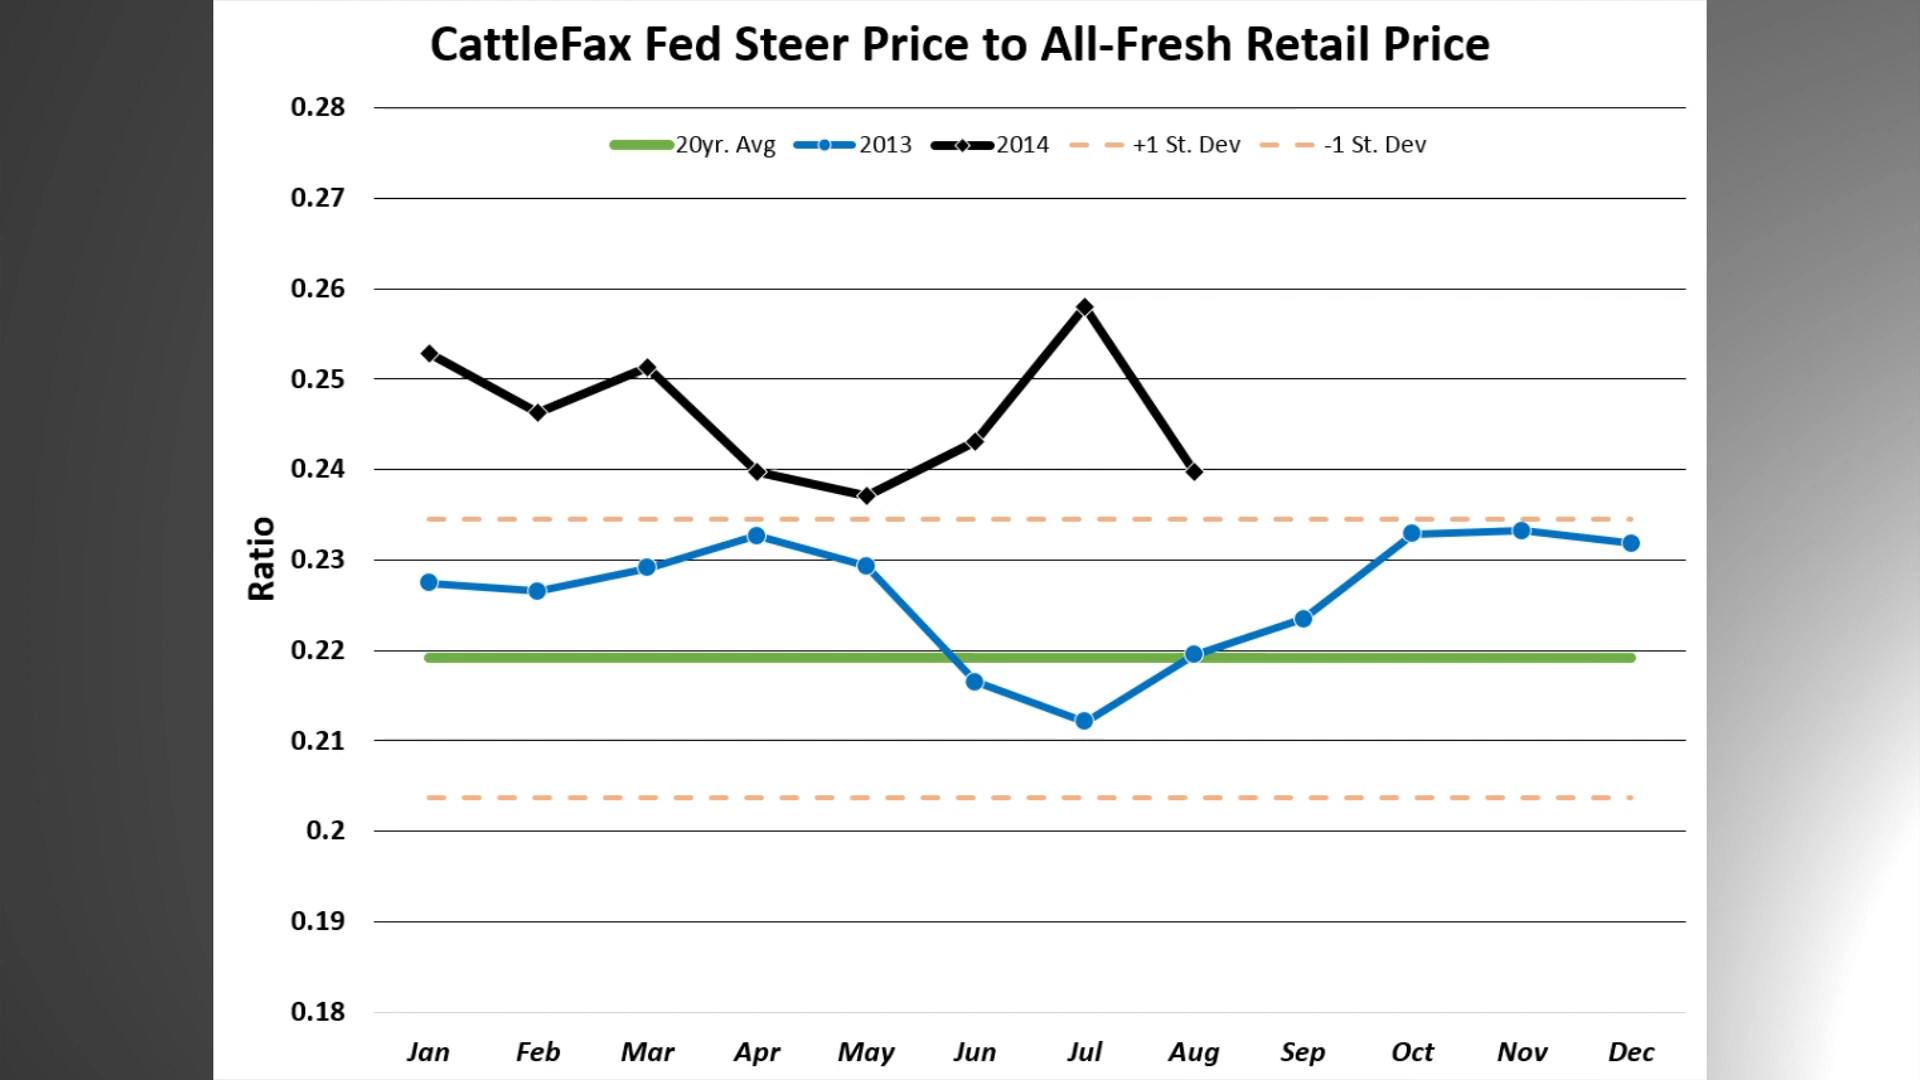 CattleFax Fed Steer Price to All-Fresh Retail Price
0.28
20yr. Avg 2013 2014 +1 St. Dev -1 St. Dev
0.27
0.26
0.25
0.24
0.23
0.22
0.21
0.2
0.19
0.18
Ratio
Jan Feb Mar Apr May Jun Jul Aug Sep Oct Nov Dec